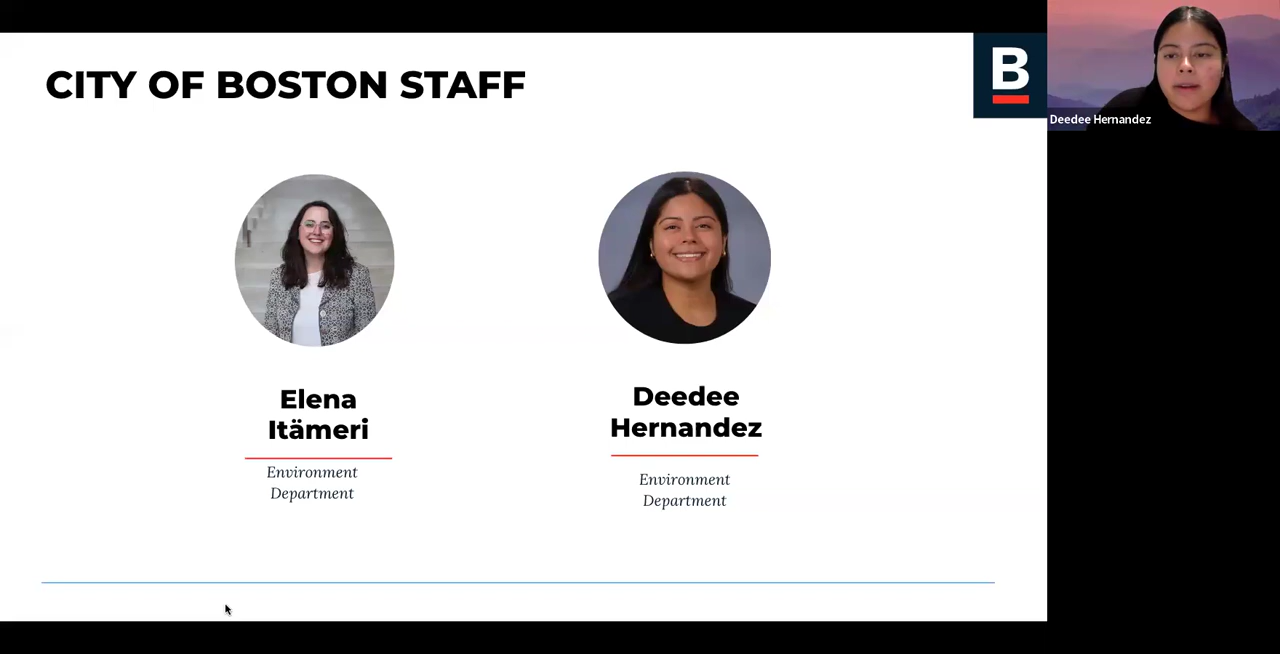 CITY OF BOSTON STAFF
B
Deedee Hernandez
Elena
Itämeri
Environment
Department
Deedee
Hernandez
Environment
Department